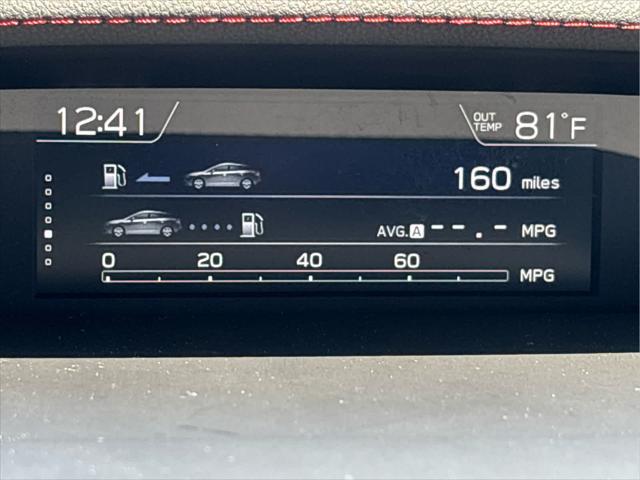 12:41 OUT TEMP 81°F
160 miles
AVG. A --.- MPG
0 20 40 60 MPG